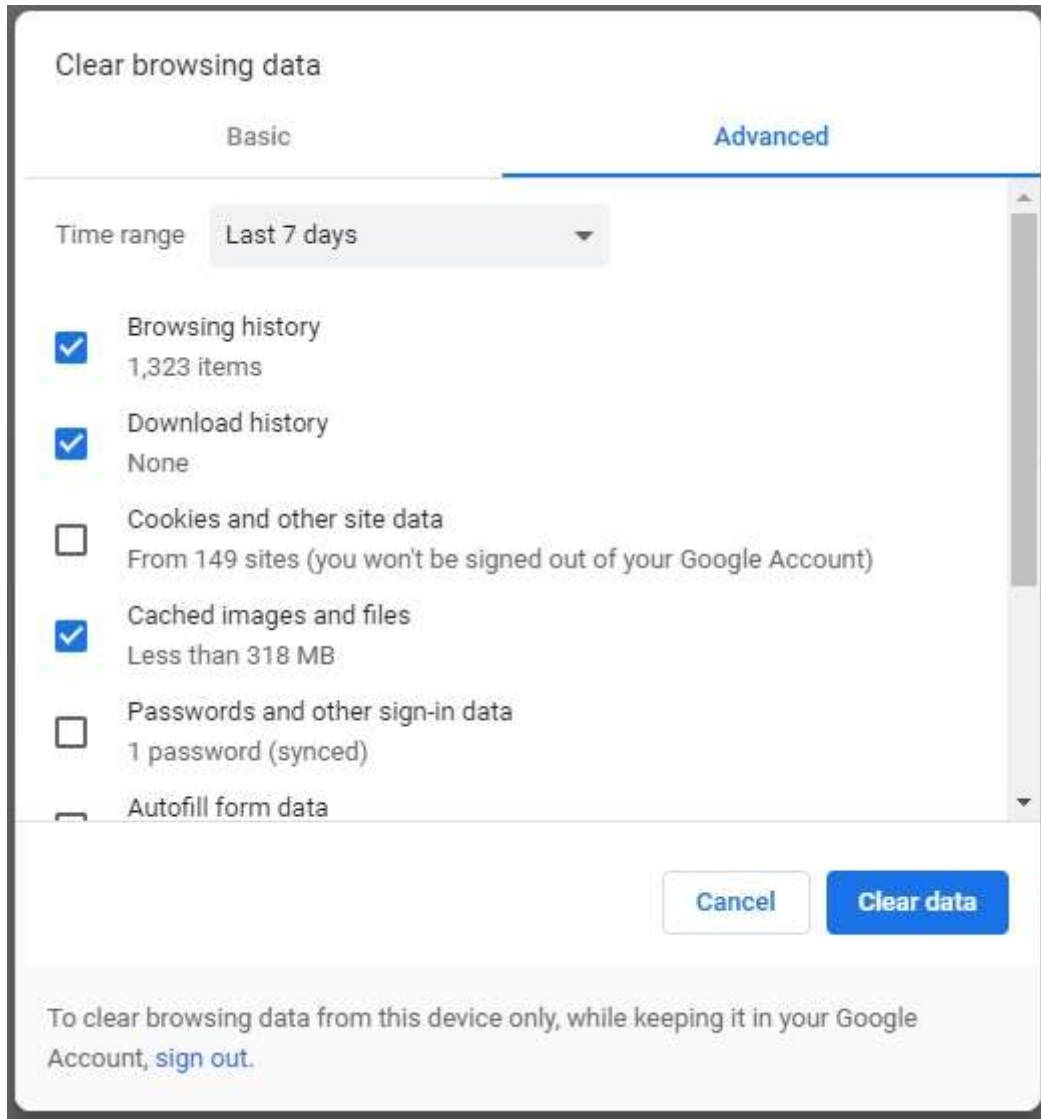 Clear browsing data
Basic
Advanced
Time range
Last 7 days
Browsing history
1,323 items
Download history
None
Cookies and other site data
From 149 sites (you won't be signed out of your Google Account)
Cached images and files
Less than 318 MB
Passwords and other sign-in data
1 password (synced)
Autofill form data
Cancel
Clear data
To clear browsing data from this device only, while keeping it in your Google
Account, sign out.